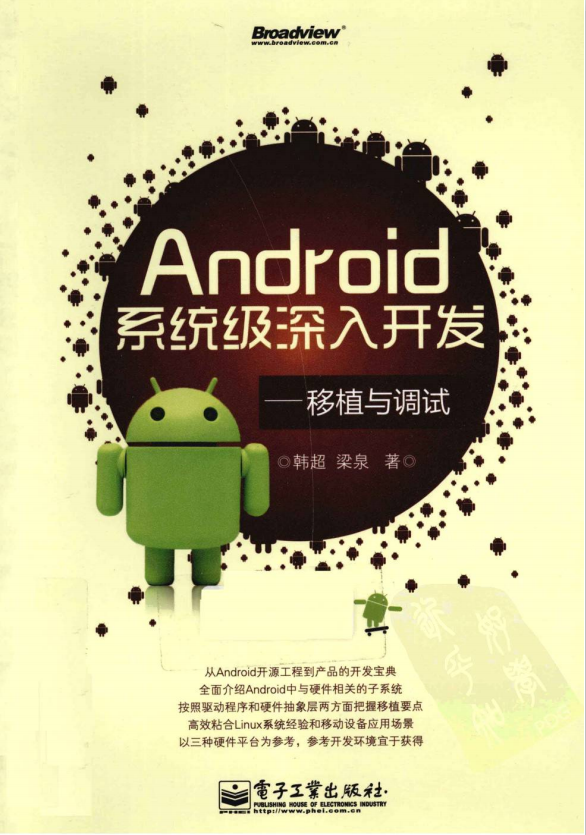 Broadview®
www.broadview.com.cn
Android
系统级深入开发
——移植与调试
◎韩超 梁泉 著◎
从Android开源工程到产品的开发宝典
全面介绍Android中与硬件相关的子系统
按照驱动程序和硬件抽象层两方面把握移植要点
高效粘合Linux系统经验和移动设备应用场景
以三种硬件平台为参考，参考开发环境宜于获得
電子工業出版社·
PUBLISHING HOUSE OF ELECTRONICS INDUSTRY
http://www.phei.com.cn